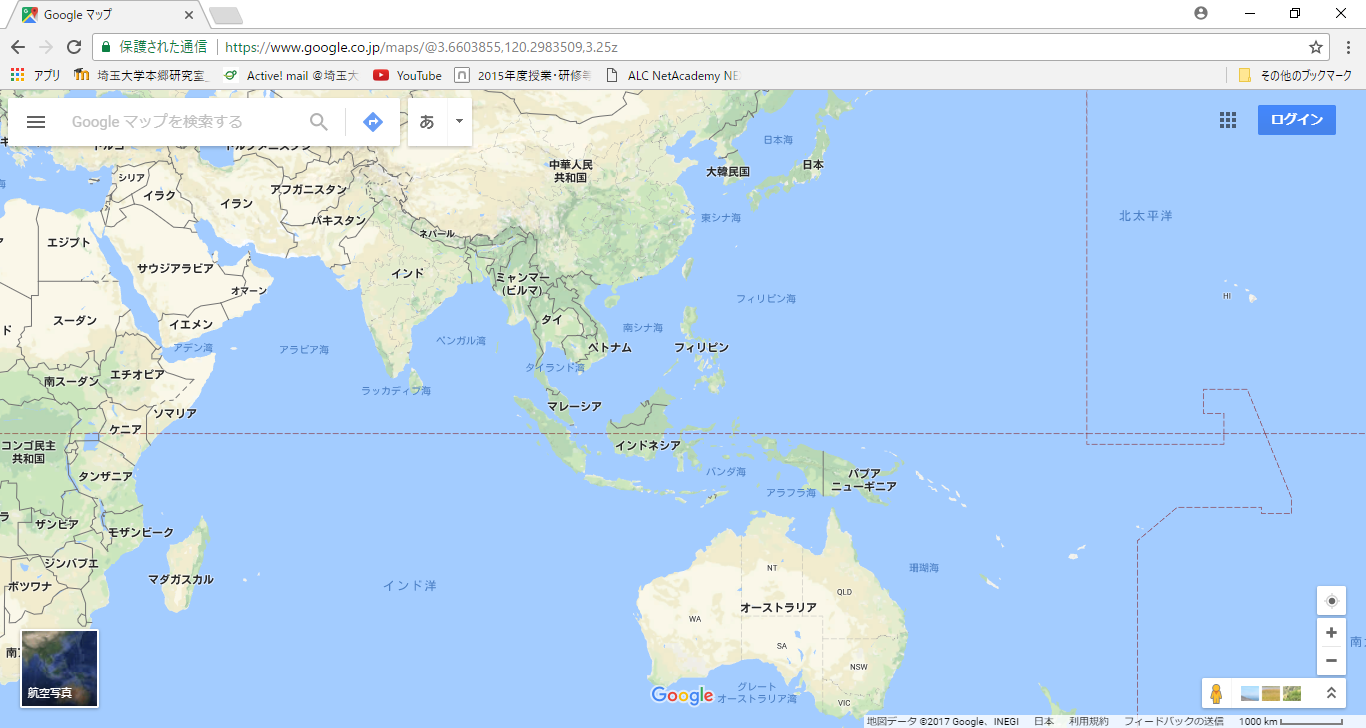 Google マップ
保護された通信
https://www.google.co.jp/maps/@3.6603855,120.2983509,3.25z
アプリ
埼玉大学本郷研究室
Active! mail @埼玉大
YouTube
2015年度授業・研修
ALC NetAcademy NE
その他のブックマーク
Google マップを検索する
あ
ログイン
日本海
中華人民
共和国
大韓民国
日本
シリア
イラク
イラン
アフガニスタン
パキスタン
ネパール
東シナ海
北太平洋
エジプト
サウジアラビア
オマーン
インド
ミャンマー
(ビルマ)
フィリピン海
HI
スーダン
イエメン
タイ
南シナ海
アデン湾
アラビア海
ベンガル湾
ベトナム
フィリピン
南スーダン
エチオピア
タイランド湾
ラッカディブ海
ソマリア
マレーシア
ケニア
コンゴ民主
共和国
インドネシア
タンザニア
バンダ海
パプア
ニューギニア
アラフラ海
ザンビア
モザンビーク
ジンバブエ
ボツワナ
マダガスカル
インド洋
珊瑚海
NT
QLD
オーストラリア
WA
SA
NSW
VIC
航空写真
Google
グレート
オーストラリア湾
地図データ ©2017 Google、INEGI
日本
利用規約
フィードバックの送信
1000 km